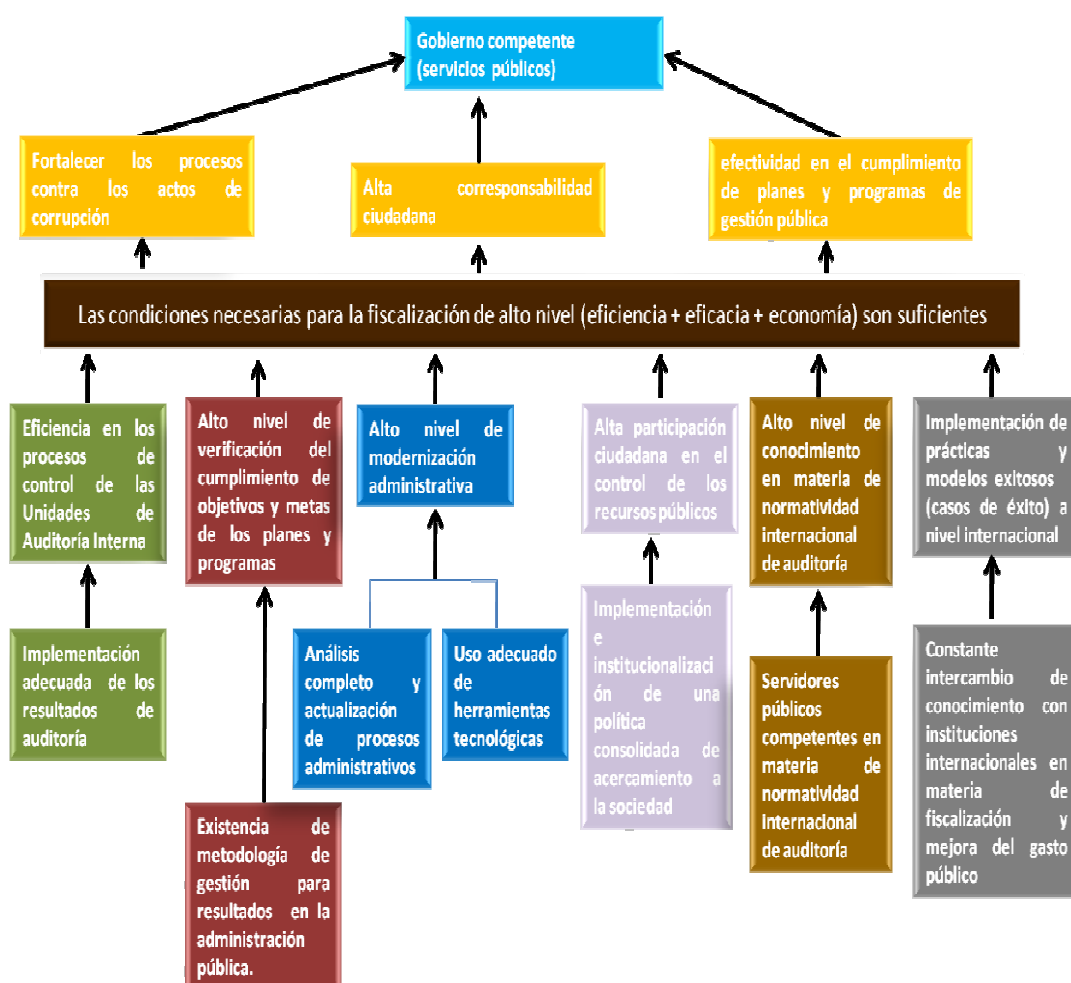 Gobierno competente
(servicios públicos)
Fortalecer los procesos
contra los actos de
corrupción
Alta corresponsabilidad
ciudadana
efectividad en el cumplimiento
de planes y programas de
gestión pública
Las condiciones necesarias para la fiscalización de alto nivel (eficiencia + eficacia + economía) son suficientes
Eficiencia en los
procesos de
control de las
Unidades de
Auditoría Interna
Alto nivel de
verificación del
cumplimiento de
objetivos y metas
de los planes y
programas
Alto nivel de
modernización
administrativa
Alta participación
ciudadana en el
control de los
recursos públicos
Alto nivel de
conocimiento
en materia de
normatividad
internacional
de auditoría
Implementación de
prácticas y
modelos exitosos
(casos de éxito) a
nivel internacional
Implementación
adecuada de los
resultados de
auditoría
Existencia de
metodología de
gestión para
resultados en la
administración
pública.
Análisis
completo y
actualización
de procesos
administrativos
Uso adecuado
de
herramientas
tecnológicas
Implementación
e
institucionalizaci
ón de una
política
consolidada de
acercamiento a
la sociedad
Servidores
públicos
competentes en
materia de
normatividad
internacional
de auditoría
Constante
intercambio de
conocimiento con
instituciones
internacionales en
materia de
fiscalización y
mejora del gasto
público